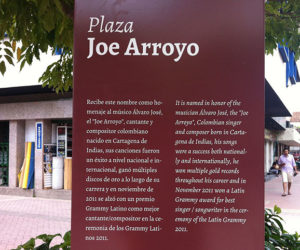 Plaza
Joe Arroyo
Recibe este nombre como ho-
menaje al músico Álvaro José,
el "Joe Arroyo", cantante y
compositor colombiano
nacido en Cartagena de
Indias, sus canciones fueron
un éxito a nivel nacional e in-
ternacional, ganó múltiples
discos de oro a lo largo de su
carrera y en noviembre de
2011 se alzó con un premio
Grammy Latino como mejor
cantante/compositor en la ce-
remonia de los Grammy Lati-
nos 2011.
It is named in honor of the
musician Álvaro José, the "Joe
Arroyo", Colombian singer
and composer born in Carta-
gena de Indias, his songs
were a success both national-
ly and internationally, he
won multiple gold records
throughout his career and in
November 2011 won a Latin
Grammy award for best
singer / songwriter in the cer-
emony of the Latin Grammy
2011.